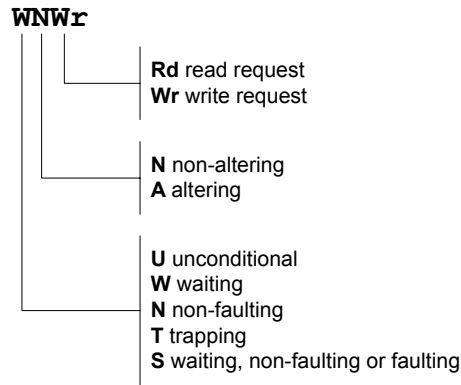 WNWr
Rd read request
Wr write request
N non-altering
A altering
U unconditional
W waiting
N non-faulting
T trapping
S waiting, non-faulting or faulting